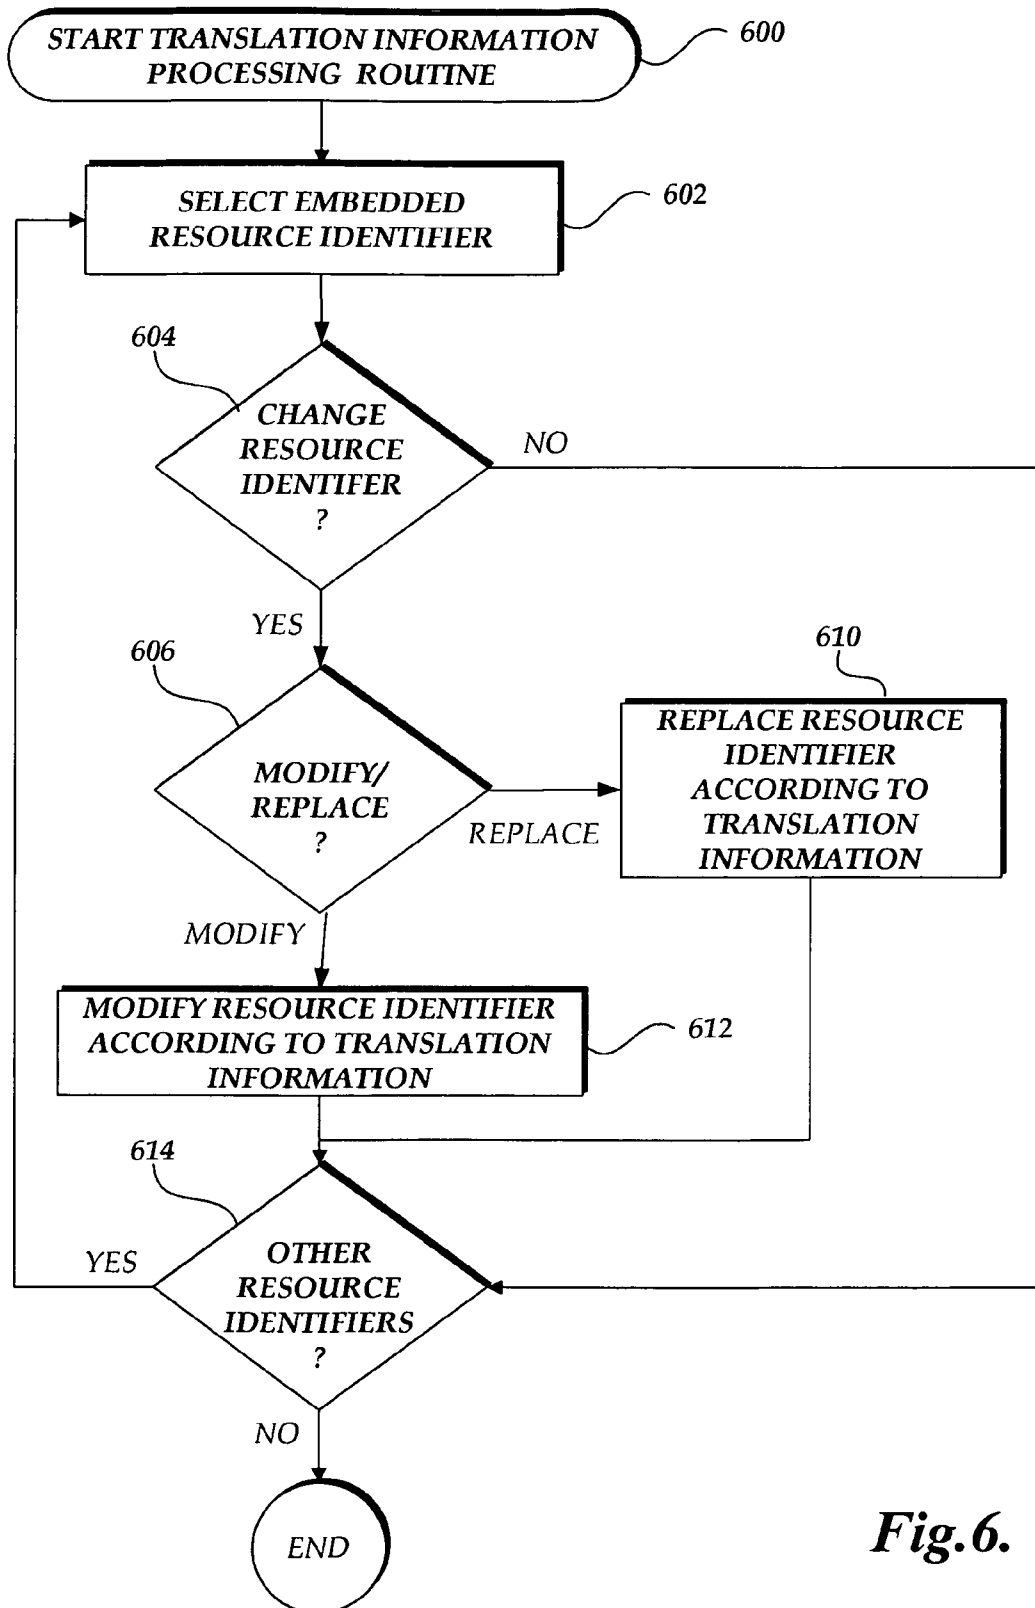 START TRANSLATION INFORMATION
PROCESSING ROUTINE
600
SELECT EMBEDDED
RESOURCE IDENTIFIER
602
604
CHANGE
RESOURCE
IDENTIFER
?
NO
YES
606
MODIFY/
REPLACE
?
REPLACE
610
REPLACE RESOURCE
IDENTIFIER
ACCORDING TO
TRANSLATION
INFORMATION
MODIFY
MODIFY RESOURCE IDENTIFIER
ACCORDING TO TRANSLATION
INFORMATION
612
614
YES
OTHER
RESOURCE
IDENTIFIERS
?
NO
END
Fig.6.